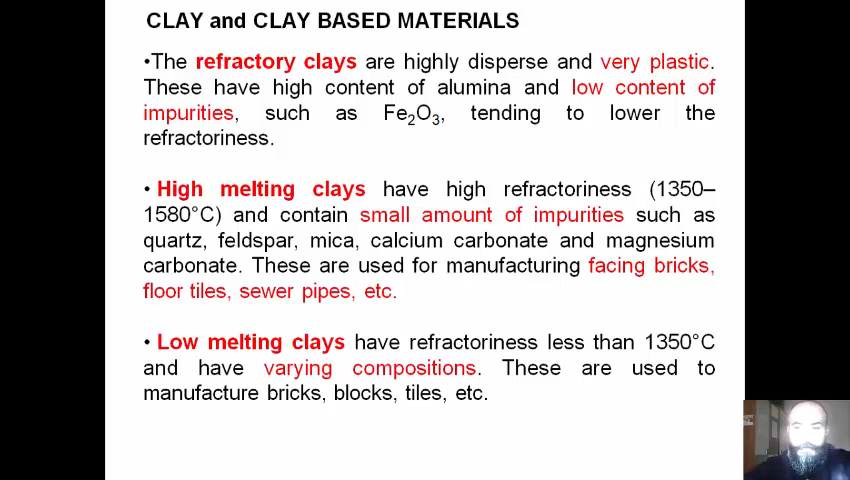 CLAY and CLAY BASED MATERIALS
•The refractory clays are highly disperse and very plastic.
These have high content of alumina and low content of
impurities, such as Fe₂O₃, tending to lower the
refractoriness.
• High melting clays have high refractoriness (1350–
1580°C) and contain small amount of impurities such as
quartz, feldspar, mica, calcium carbonate and magnesium
carbonate. These are used for manufacturing facing bricks,
floor tiles, sewer pipes, etc.
• Low melting clays have refractoriness less than 1350°C
and have varying compositions. These are used to
manufacture bricks, blocks, tiles, etc.